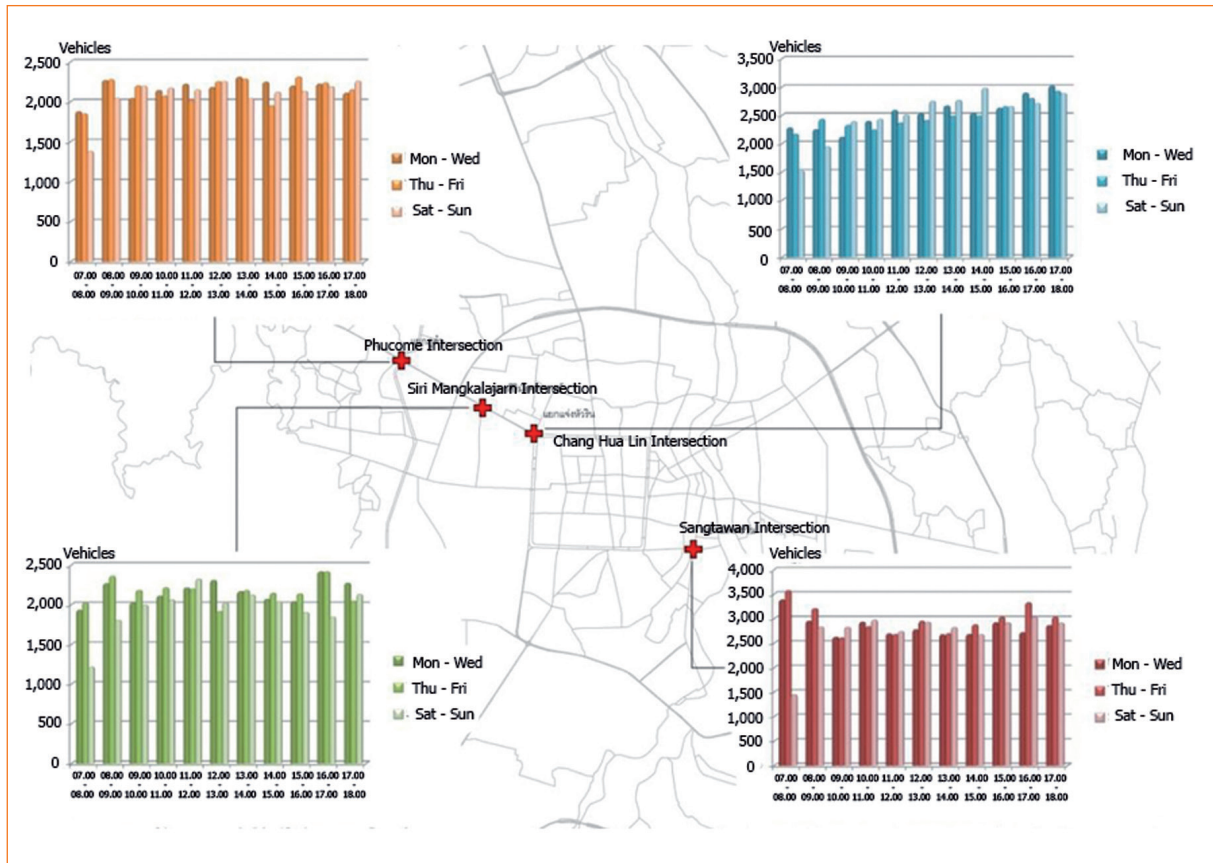 Vehicles
2,500
2,000
1,500
1,000
500
0
07.00 08.00 09.00 10.00 11.00 12.00 13.00 14.00 15.00 16.00 17.00
- - - - - - - - - - -
08.00 09.00 10.00 11.00 12.00 13.00 14.00 15.00 16.00 17.00 18.00
Mon - Wed
Thu - Fri
Sat - Sun
Vehicles
3,500
3,000
2,500
2,000
1,500
1,000
500
0
07.00 08.00 09.00 10.00 11.00 12.00 13.00 14.00 15.00 16.00 17.00
- - - - - - - - - - -
08.00 09.00 10.00 11.00 12.00 13.00 14.00 15.00 16.00 17.00 18.00
Mon - Wed
Thu - Fri
Sat - Sun
Phucome Intersection
Siri Mangkalajarn Intersection
แยกแจ่งหัวริน
Chang Hua Lin Intersection
Sangtawan Intersection
Vehicles
2,500
2,000
1,500
1,000
500
0
07.00 08.00 09.00 10.00 11.00 12.00 13.00 14.00 15.00 16.00 17.00
- - - - - - - - - - -
08.00 09.00 10.00 11.00 12.00 13.00 14.00 15.00 16.00 17.00 18.00
Mon - Wed
Thu - Fri
Sat - Sun
Vehicles
4,000
3,500
3,000
2,500
2,000
1,500
1,000
500
0
07.00 08.00 09.00 10.00 11.00 12.00 13.00 14.00 15.00 16.00 17.00
- - - - - - - - - - -
08.00 09.00 10.00 11.00 12.00 13.00 14.00 15.00 16.00 17.00 18.00
Mon - Wed
Thu - Fri
Sat - Sun